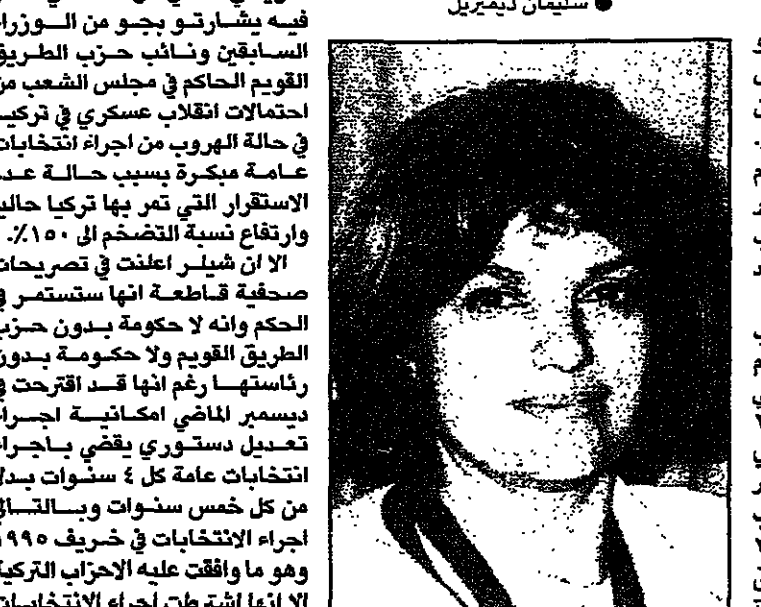 ● سليمان ديميريل
فيه يشارتو بجو من الوزراء
السابقين ونائب حزب الطريق
القويم الحاكم في مجلس الشعب من
احتمالات انقلاب عسكري في تركيا
في حالة الهروب من اجراء انتخابات
عامة مبكرة بسبب حالة عدم
الاستقرار التي تمر بها تركيا حاليا
وارتفاع نسبة التضخم الى ١٥٠٪.
الا ان شيلر اعلنت في تصريحات
صحفية قاطعة انها ستستمر في
الحكم وانه لا حكومة بدون حزب
الطريق القويم ولا حكومة بدون
رئاستها رغم انها قد اقترحت في
ديسمبر الماضي امكانية اجراء
تعديل دستوري يقضي باجراء
انتخابات عامة كل ٤ سنوات بدلا
من كل خمس سنوات وبالتالي
اجراء الانتخابات في خريف ١٩٩٥
وهو ما وافقت عليه الاحزاب التركية
الا انها اشترطت اجراء الانتخابات